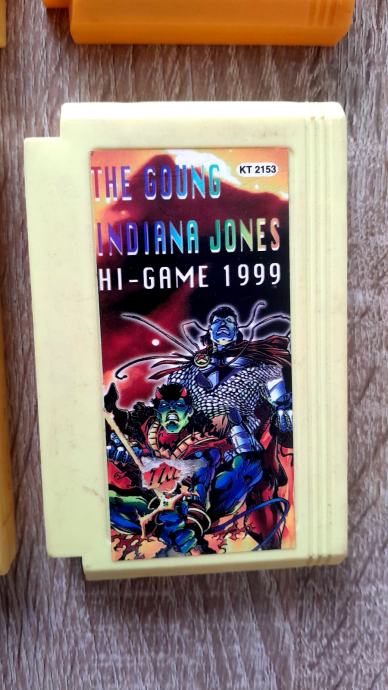 KT 2153
THE GOUNG
INDIANA JONES
HI-GAME 1999